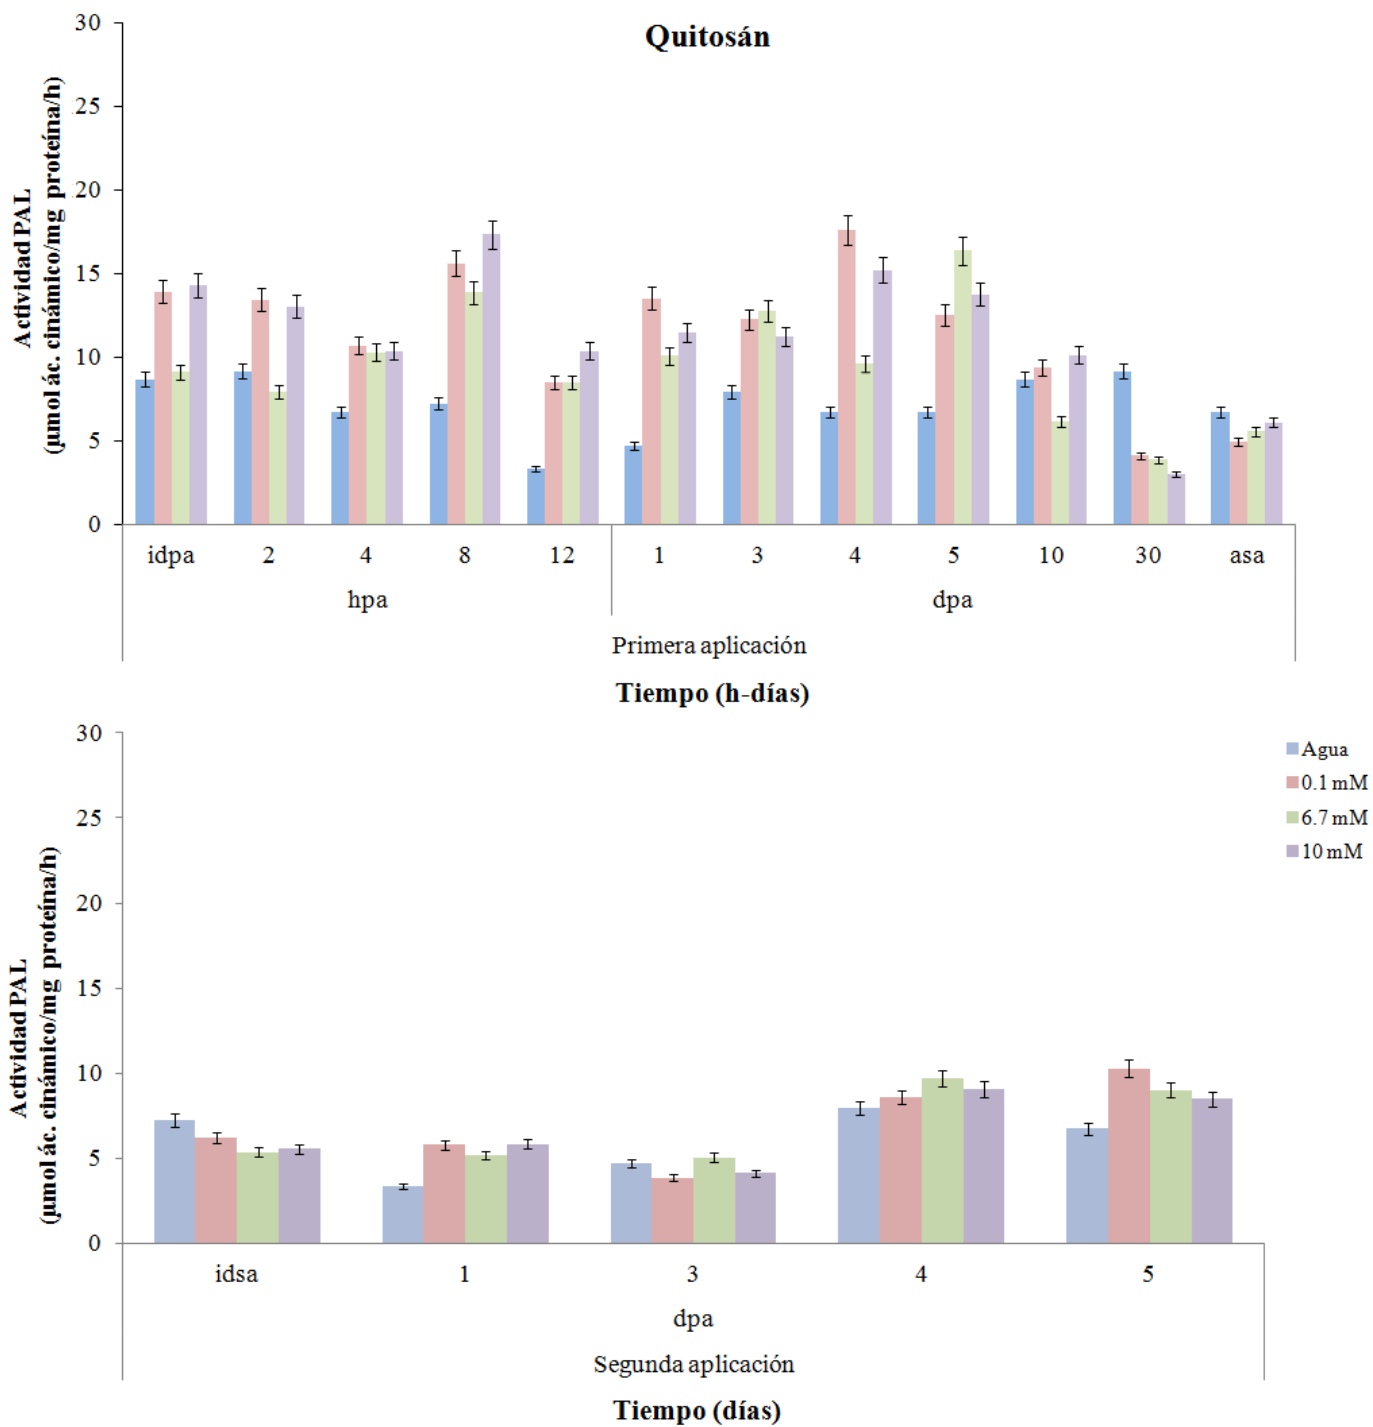 Quitosán
Actividad PAL
(µmol ác. cinámico/mg proteína/h)
30
25
20
15
10
5
0
idpa 2 4 8 12 1 3 4 5 10 30 asa
hpa dpa
Primera aplicación
Tiempo (h-días)
Actividad PAL
(µmol ác. cinámico/mg proteína/h)
30
25
20
15
10
5
0
Agua
0.1 mM
6.7 mM
10 mM
idsa 1 3 4 5
dpa
Segunda aplicación
Tiempo (días)